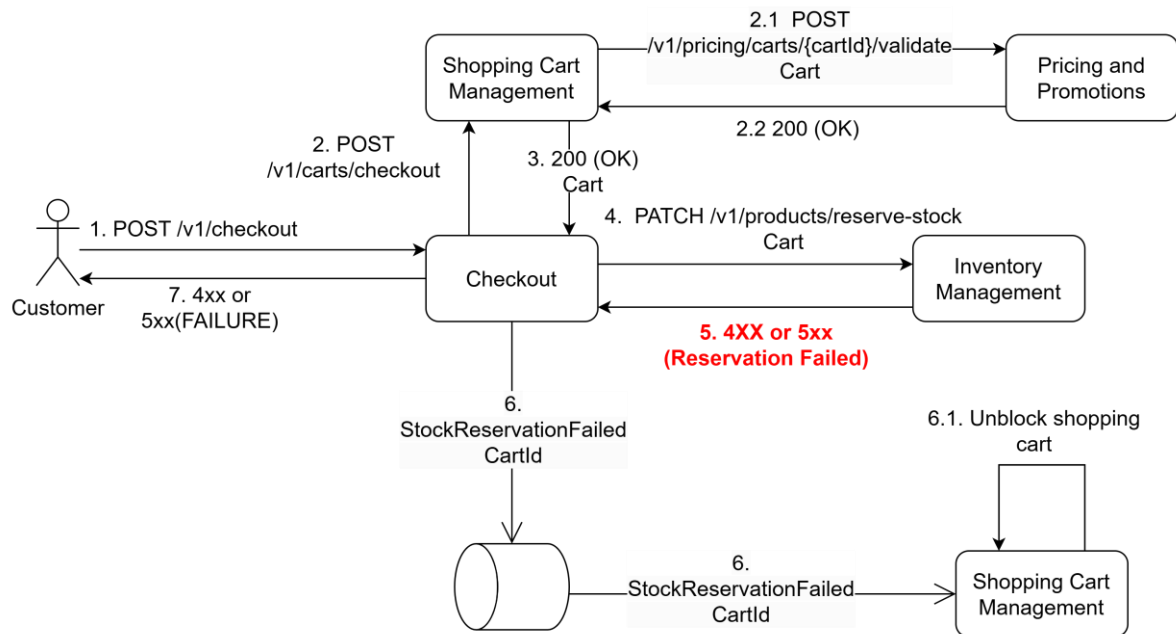 2.1 POST
/v1/pricing/carts/{cartId}/validate
Cart
Shopping Cart
Management
Pricing and
Promotions
2.2 200 (OK)
2. POST
/v1/carts/checkout
3. 200 (OK)
Cart
1. POST /v1/checkout
4. PATCH /v1/products/reserve-stock
Cart
Checkout
Inventory
Management
Customer
7. 4xx or
5xx(FAILURE)
5. 4XX or 5xx
(Reservation Failed)
6.
StockReservationFailed
CartId
6.1. Unblock shopping
cart
6.
StockReservationFailed
CartId
Shopping Cart
Management